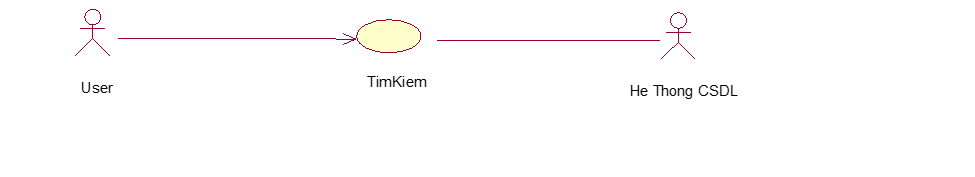 User
TimKiem
He Thong CSDL